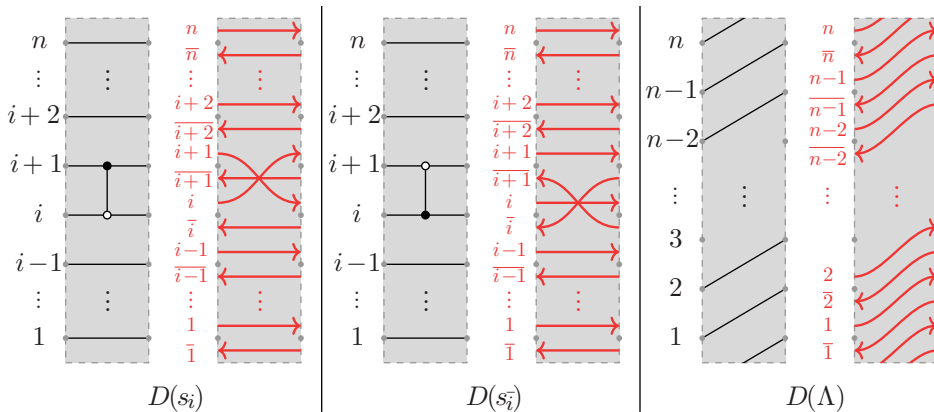 n
⋮
i+2
i+1
i
i−1
⋮
1
n
n̅
⋮
i+2
i̅+̅2̅
i+1
i̅+̅1̅
i
i̅
i−1
i̅−̅1̅
⋮
1
1̅
D(sᵢ)
n
⋮
i+2
i+1
i
i−1
⋮
1
n
n̅
⋮
i+2
i̅+̅2̅
i+1
i̅+̅1̅
i
i̅
i−1
i̅−̅1̅
⋮
1
1̅
D(s_i̅)
n
n−1
n−2
⋮
3
2
1
n
n̅
n−1
n̅−̅1̅
n−2
n̅−̅2̅
⋮
2
2̅
1
1̅
D(Λ)